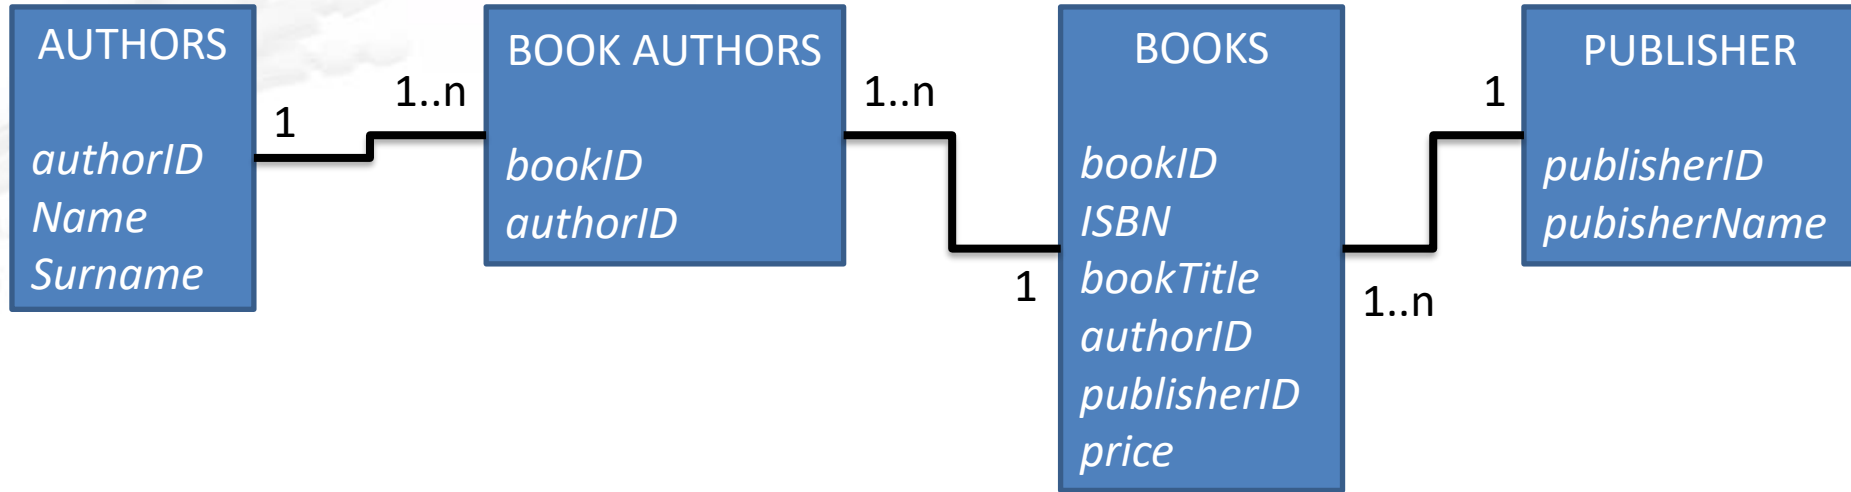 AUTHORS
authorID
Name
Surname
1
1..n
BOOK AUTHORS
bookID
authorID
1..n
1
BOOKS
bookID
ISBN
bookTitle
authorID
publisherID
price
1..n
1
PUBLISHER
publisherID
pubisherName